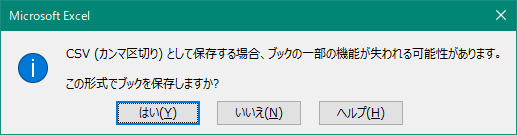 Microsoft Excel
CSV (カンマ区切り) として保存する場合、ブックの一部の機能が失われる可能性があります。
この形式でブックを保存しますか?
はい(Y) いいえ(N) ヘルプ(H)